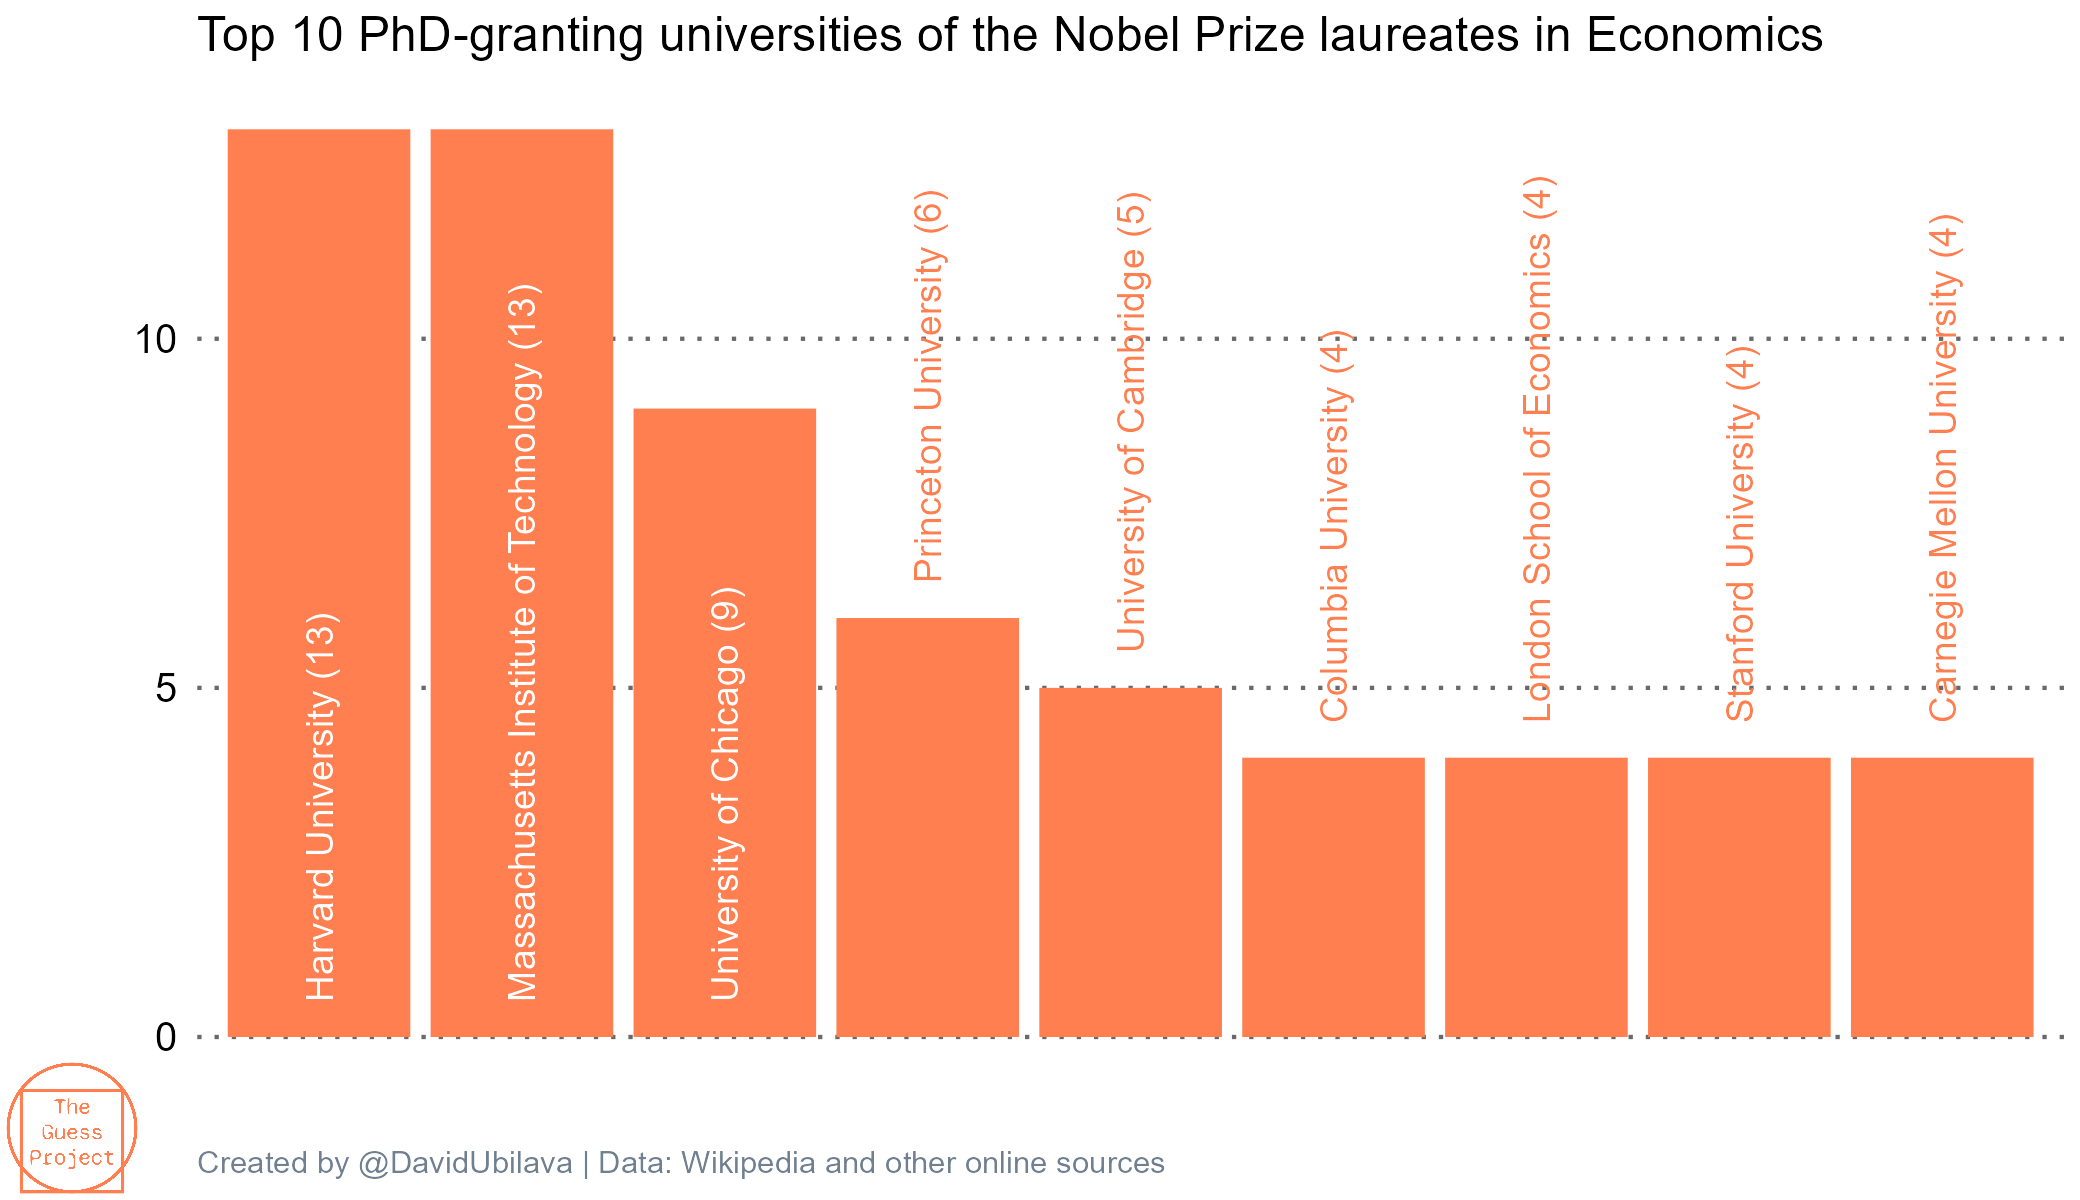 Top 10 PhD-granting universities of the Nobel Prize laureates in Economics
10
5
0
Harvard University (13)
Massachusetts Institute of Technology (13)
University of Chicago (9)
Princeton University (6)
University of Cambridge (5)
Columbia University (4)
London School of Economics (4)
Stanford University (4)
Carnegie Mellon University (4)
The
Guess
Project
Created by @DavidUbilava | Data: Wikipedia and other online sources